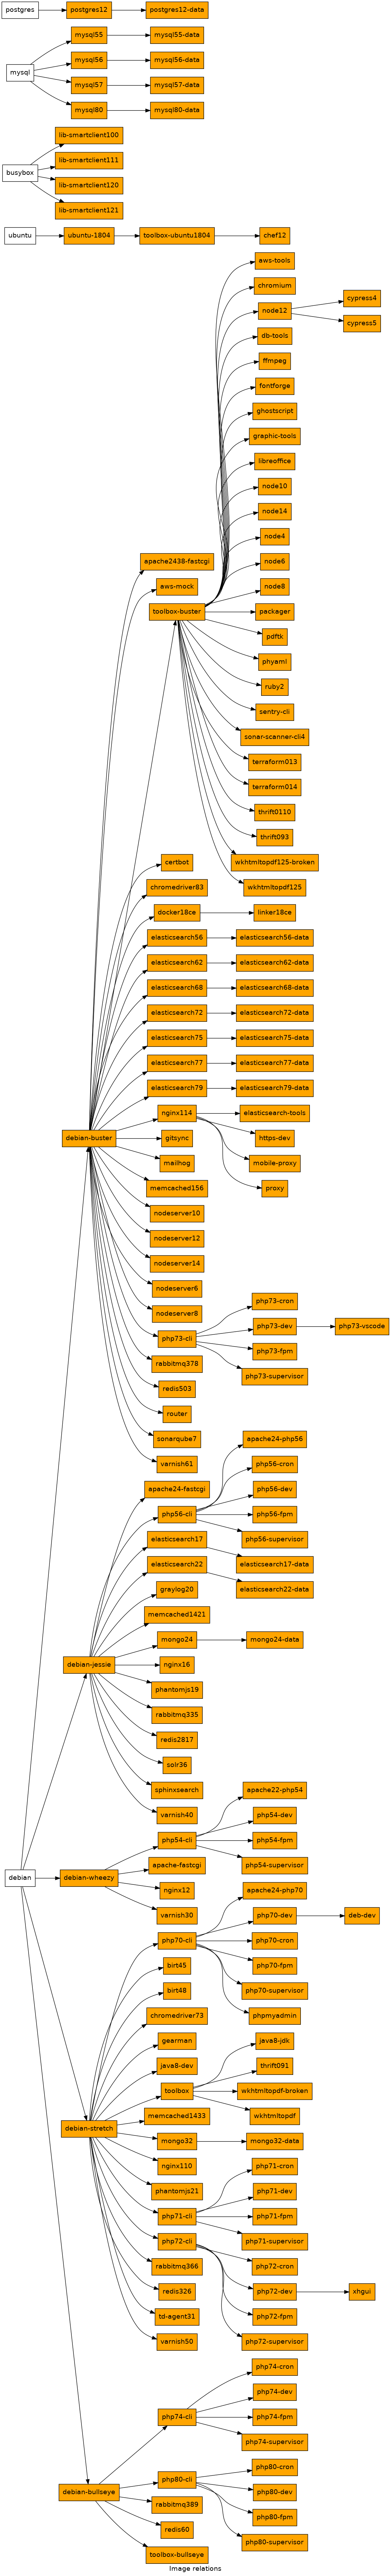 postgres
postgres12
postgres12-data
mysql55
mysql55-data
mysql56
mysql56-data
mysql
mysql57
mysql57-data
mysql80
mysql80-data
lib-smartclient100
lib-smartclient111
busybox
lib-smartclient120
lib-smartclient121
ubuntu
ubuntu-1804
toolbox-ubuntu1804
chef12
aws-tools
chromium
cypress4
node12
cypress5
db-tools
ffmpeg
fontforge
ghostscript
graphic-tools
libreoffice
node10
node14
node4
apache2438-fastcgi
node6
aws-mock
node8
toolbox-buster
packager
pdftk
phyaml
ruby2
sentry-cli
sonar-scanner-cli4
terraform013
terraform014
thrift0110
thrift093
certbot
wkhtmltopdf125-broken
chromedriver83
wkhtmltopdf125
docker18ce
linker18ce
elasticsearch56
elasticsearch56-data
elasticsearch62
elasticsearch62-data
elasticsearch68
elasticsearch68-data
elasticsearch72
elasticsearch72-data
elasticsearch75
elasticsearch75-data
elasticsearch77
elasticsearch77-data
elasticsearch79
elasticsearch79-data
nginx114
elasticsearch-tools
debian-buster
gitsync
https-dev
mailhog
mobile-proxy
memcached156
proxy
nodeserver10
nodeserver12
nodeserver14
nodeserver6
php73-cron
nodeserver8
php73-dev
php73-vscode
php73-cli
php73-fpm
rabbitmq378
php73-supervisor
redis503
router
sonarqube7
apache24-php56
varnish61
php56-cron
apache24-fastcgi
php56-dev
php56-cli
php56-fpm
php56-supervisor
elasticsearch17
elasticsearch17-data
elasticsearch22
elasticsearch22-data
graylog20
memcached1421
mongo24
mongo24-data
debian-jessie
nginx16
phantomjs19
rabbitmq335
redis2817
solr36
sphinxsearch
apache22-php54
varnish40
php54-dev
php54-cli
php54-fpm
apache-fastcgi
php54-supervisor
debian
debian-wheezy
nginx12
apache24-php70
varnish30
php70-dev
deb-dev
php70-cli
php70-cron
birt45
php70-fpm
birt48
php70-supervisor
chromedriver73
phpmyadmin
gearman
java8-jdk
java8-dev
thrift091
toolbox
wkhtmltopdf-broken
memcached1433
wkhtmltopdf
debian-stretch
mongo32
mongo32-data
nginx110
php71-cron
phantomjs21
php71-dev
php71-cli
php71-fpm
php71-supervisor
php72-cli
php72-cron
rabbitmq366
php72-dev
xhgui
redis326
php72-fpm
td-agent31
php72-supervisor
varnish50
php74-cron
php74-dev
php74-cli
php74-fpm
php74-supervisor
php80-cron
php80-cli
debian-bullseye
php80-dev
rabbitmq389
php80-fpm
redis60
php80-supervisor
toolbox-bullseye
Image relations